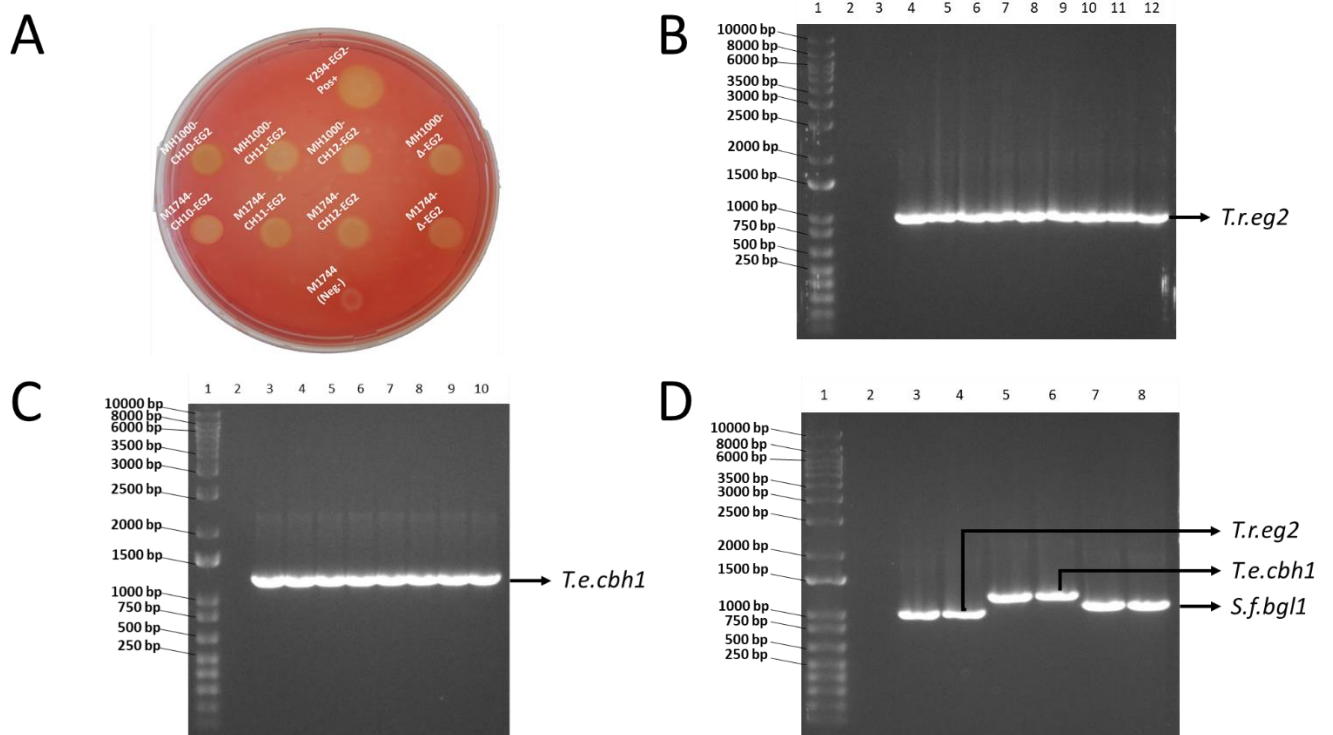 A
Y294-EG2-
Pos+
MH1000-
CH10-EG2
MH1000-
CH11-EG2
MH1000-
CH12-EG2
MH1000-
Δ-EG2
M1744-
CH10-EG2
M1744-
CH11-EG2
M1744-
CH12-EG2
M1744-
Δ-EG2
M1744
(Neg-)
B
1 2 3 4 5 6 7 8 9 10 11 12
10000 bp
8000 bp
6000 bp
3500 bp
3000 bp
2500 bp
2000 bp
1500 bp
1000 bp
750 bp
500 bp
250 bp
T.r.eg2
C
1 2 3 4 5 6 7 8 9 10
10000 bp
8000 bp
6000 bp
3500 bp
3000 bp
2500 bp
2000 bp
1500 bp
1000 bp
750 bp
500 bp
250 bp
T.e.cbh1
D
1 2 3 4 5 6 7 8
10000 bp
8000 bp
6000 bp
3500 bp
3000 bp
2500 bp
2000 bp
1500 bp
1000 bp
750 bp
500 bp
250 bp
T.r.eg2
T.e.cbh1
S.f.bgl1